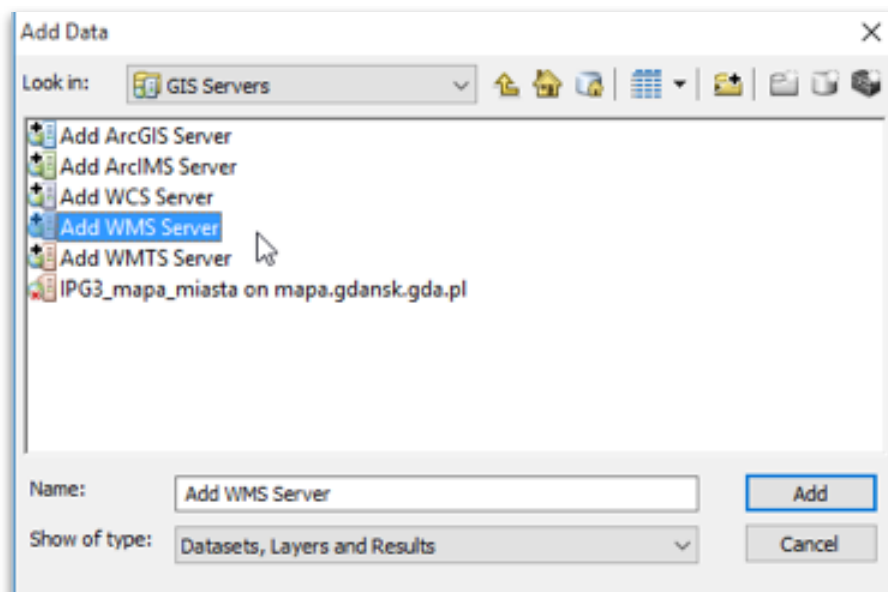 Add Data
Look in: GIS Servers
Add ArcGIS Server
Add ArcIMS Server
Add WCS Server
Add WMS Server
Add WMTS Server
IPG3_mapa_miasta on mapa.gdansk.gda.pl
Name: Add WMS Server Add
Show of type: Datasets, Layers and Results Cancel